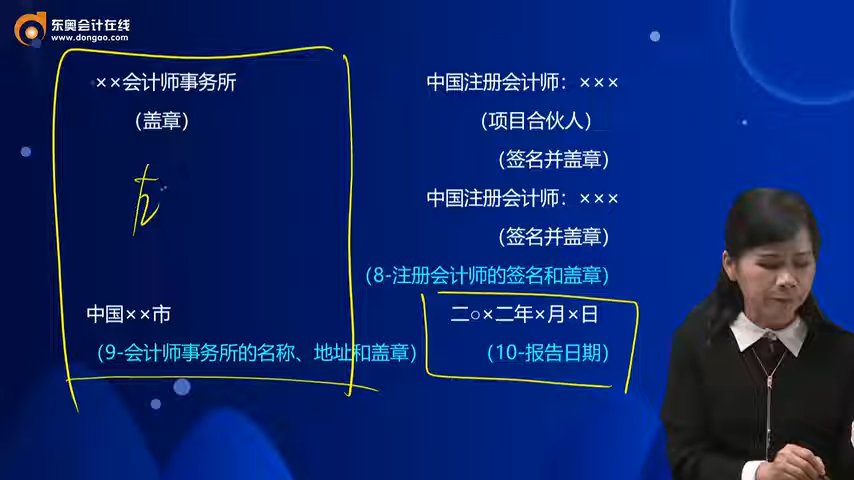 东奥会计在线
www.dongao.com
××会计师事务所
（盖章）
中国××市
（9-会计师事务所的名称、地址和盖章）
中国注册会计师：×××
（项目合伙人）
（签名并盖章）
中国注册会计师：×××
（签名并盖章）
（8-注册会计师的签名和盖章）
二○×二年×月×日
（10-报告日期）